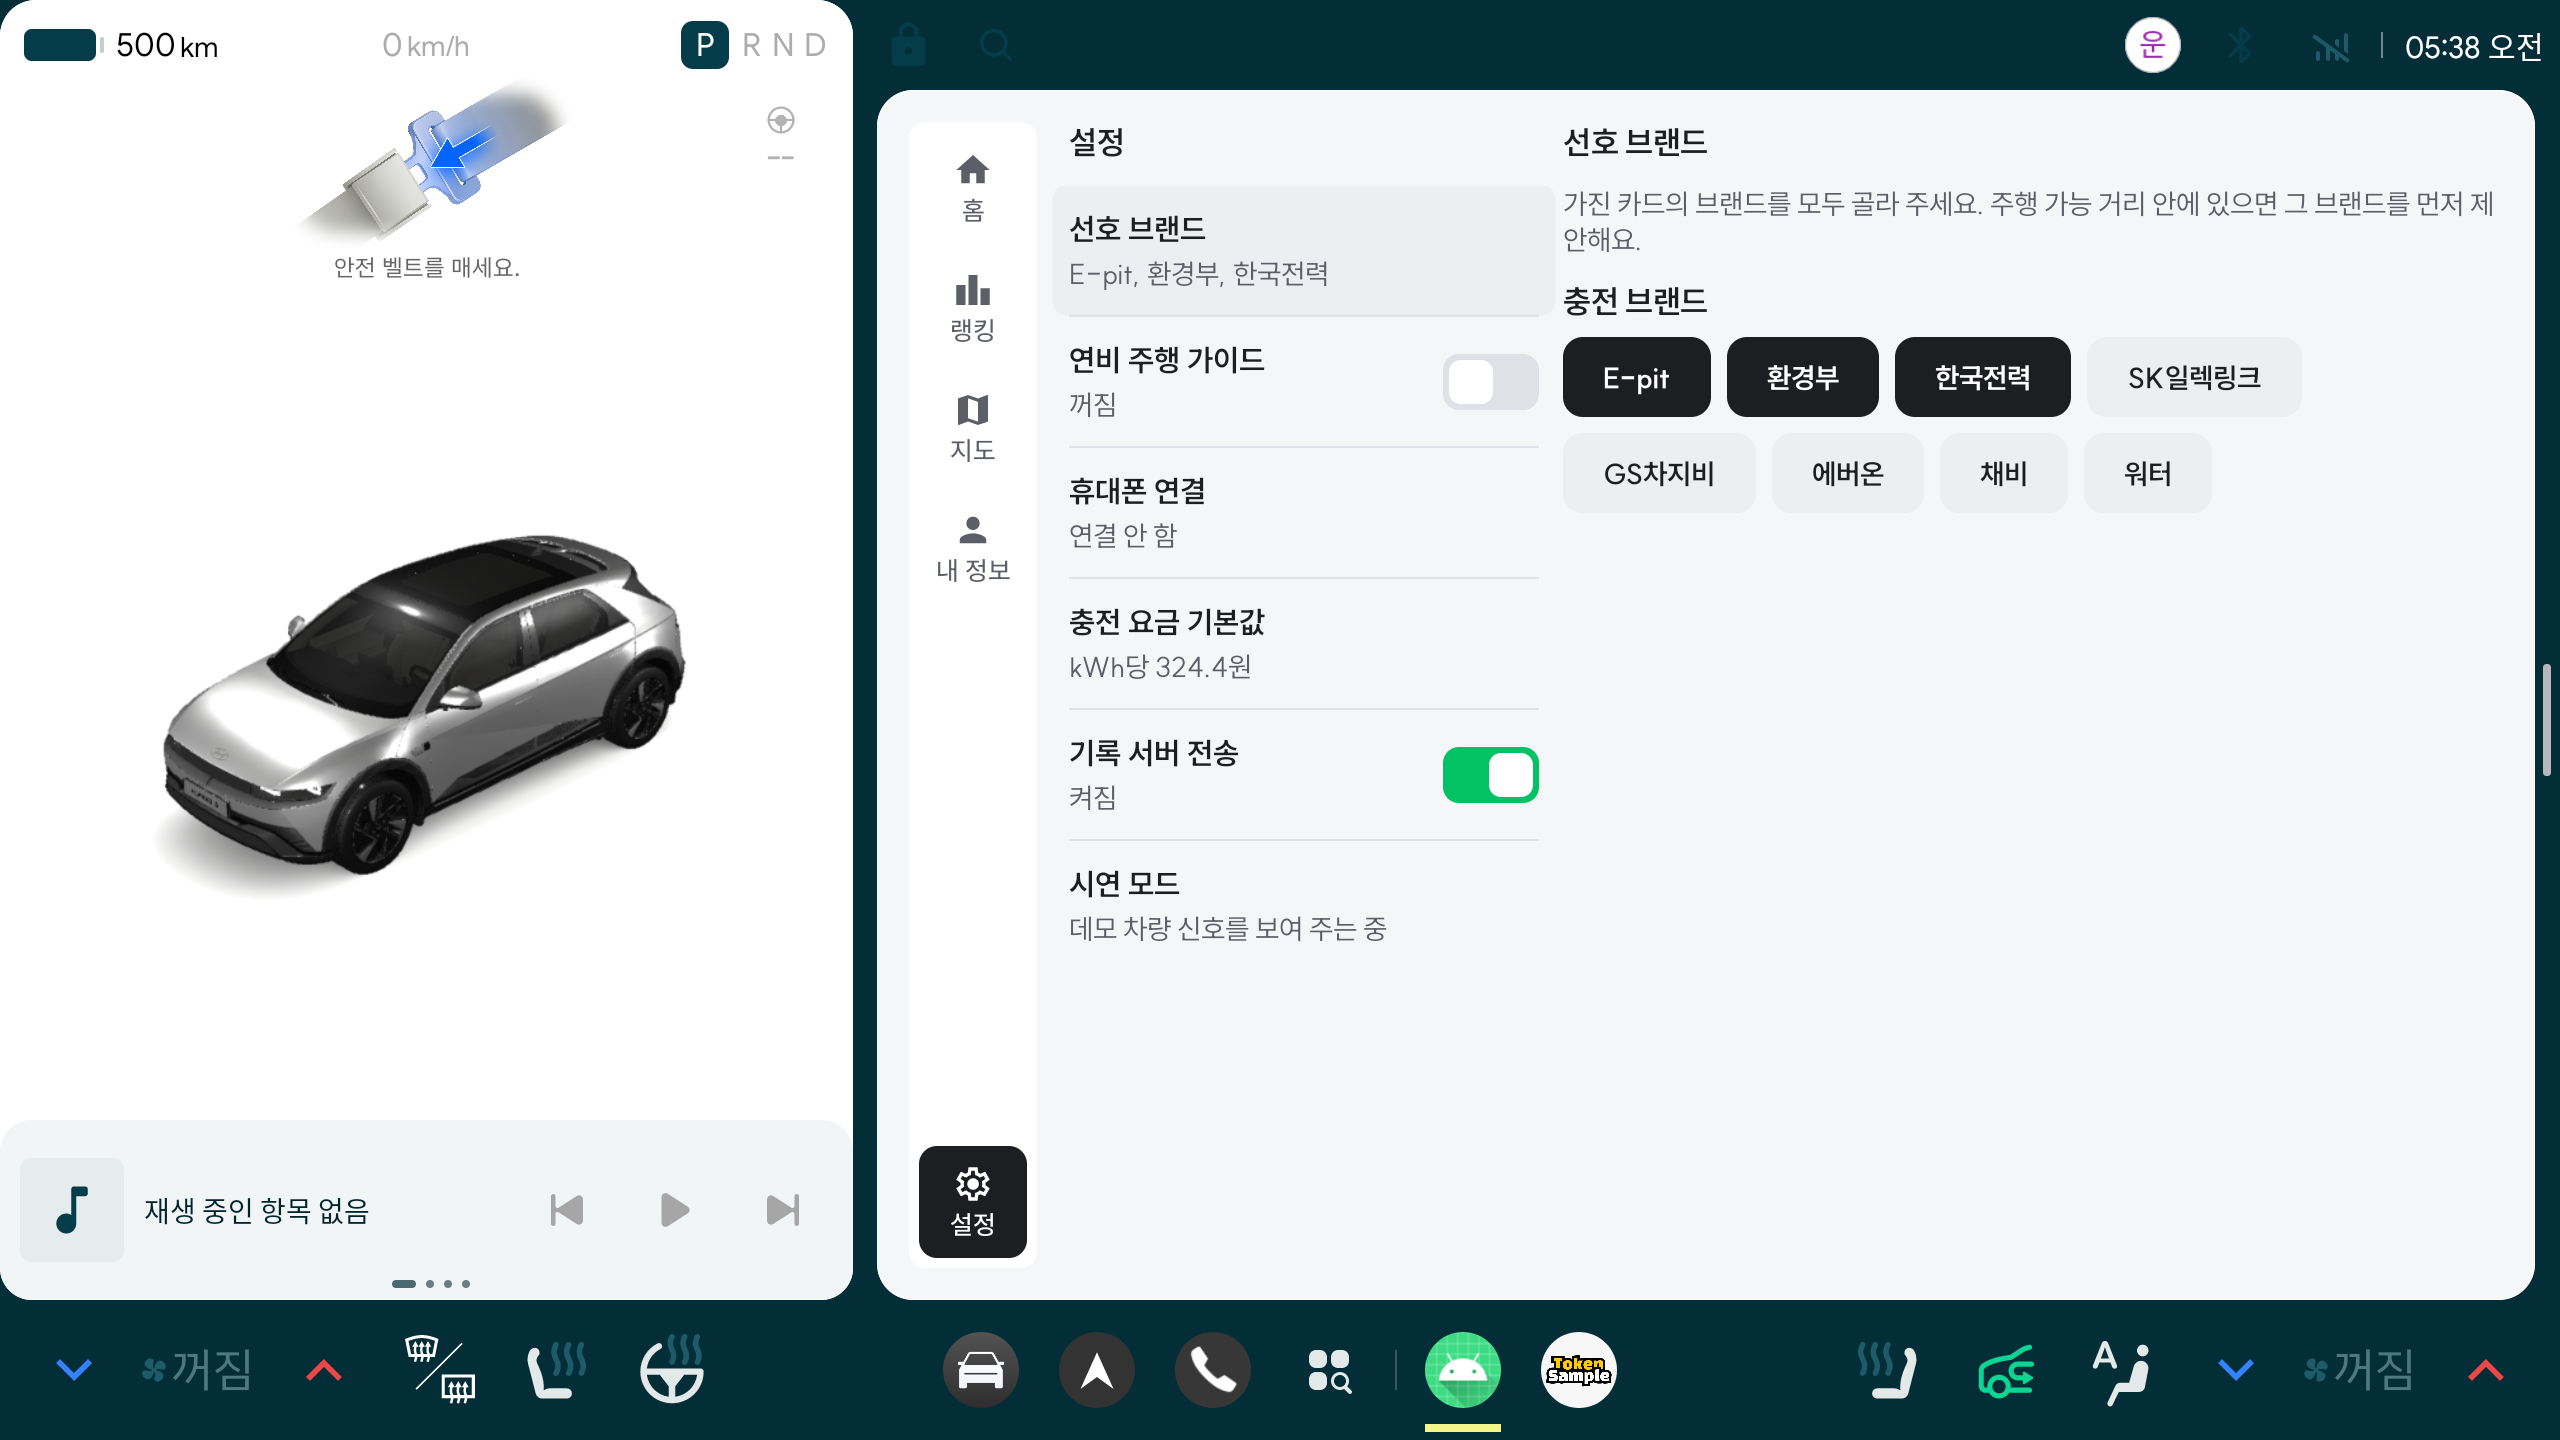 500 km
0 km/h
P R N D
05:38 오전
운
안전 벨트를 매세요.
--
재생 중인 항목 없음
홈
랭킹
지도
내 정보
설정
설정
선호 브랜드
E-pit, 환경부, 한국전력
연비 주행 가이드
꺼짐
휴대폰 연결
연결 안 함
충전 요금 기본값
kWh당 324.4원
기록 서버 전송
켜짐
시연 모드
데모 차량 신호를 보여 주는 중
선호 브랜드
가진 카드의 브랜드를 모두 골라 주세요. 주행 가능 거리 안에 있으면 그 브랜드를 먼저 제
안해요.
충전 브랜드
E-pit
환경부
한국전력
SK일렉링크
GS차지비
에버온
채비
워터
꺼짐
Token
Sample
A
꺼짐